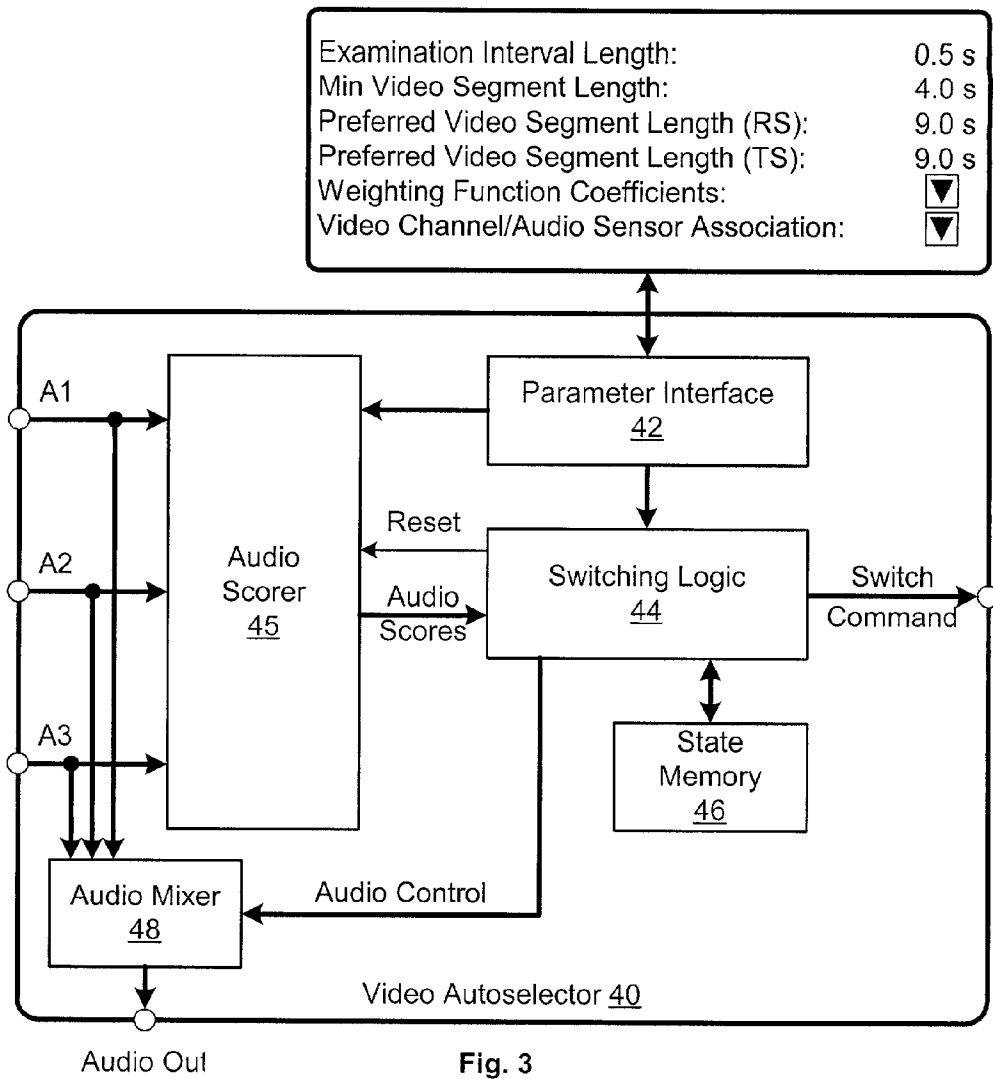 Examination Interval Length: 0.5 s
Min Video Segment Length: 4.0 s
Preferred Video Segment Length (RS): 9.0 s
Preferred Video Segment Length (TS): 9.0 s
Weighting Function Coefficients:
Video Channel/Audio Sensor Association:
A1
Parameter Interface
42
Reset
A2
Audio
Scorer
45
Audio
Scores
Switching Logic
44
Switch
Command
A3
State
Memory
46
Audio Mixer
48
Audio Control
Video Autoselector 40
Audio Out
Fig. 3